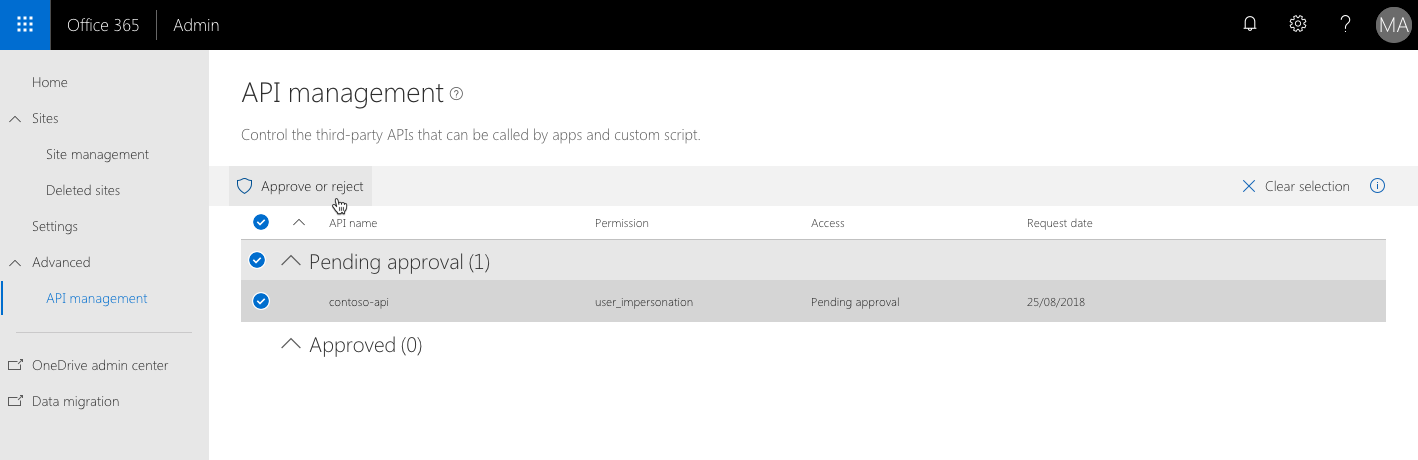 Office 365 Admin MA
Home
Sites
Site management
Deleted sites
Settings
Advanced
API management
OneDrive admin center
Data migration
API management
Control the third-party APIs that can be called by apps and custom script.
Approve or reject Clear selection
API name Permission Access Request date
Pending approval (1)
contoso-api user_impersonation Pending approval 25/08/2018
Approved (0)